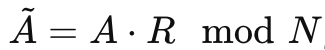 Ã = A · R mod N